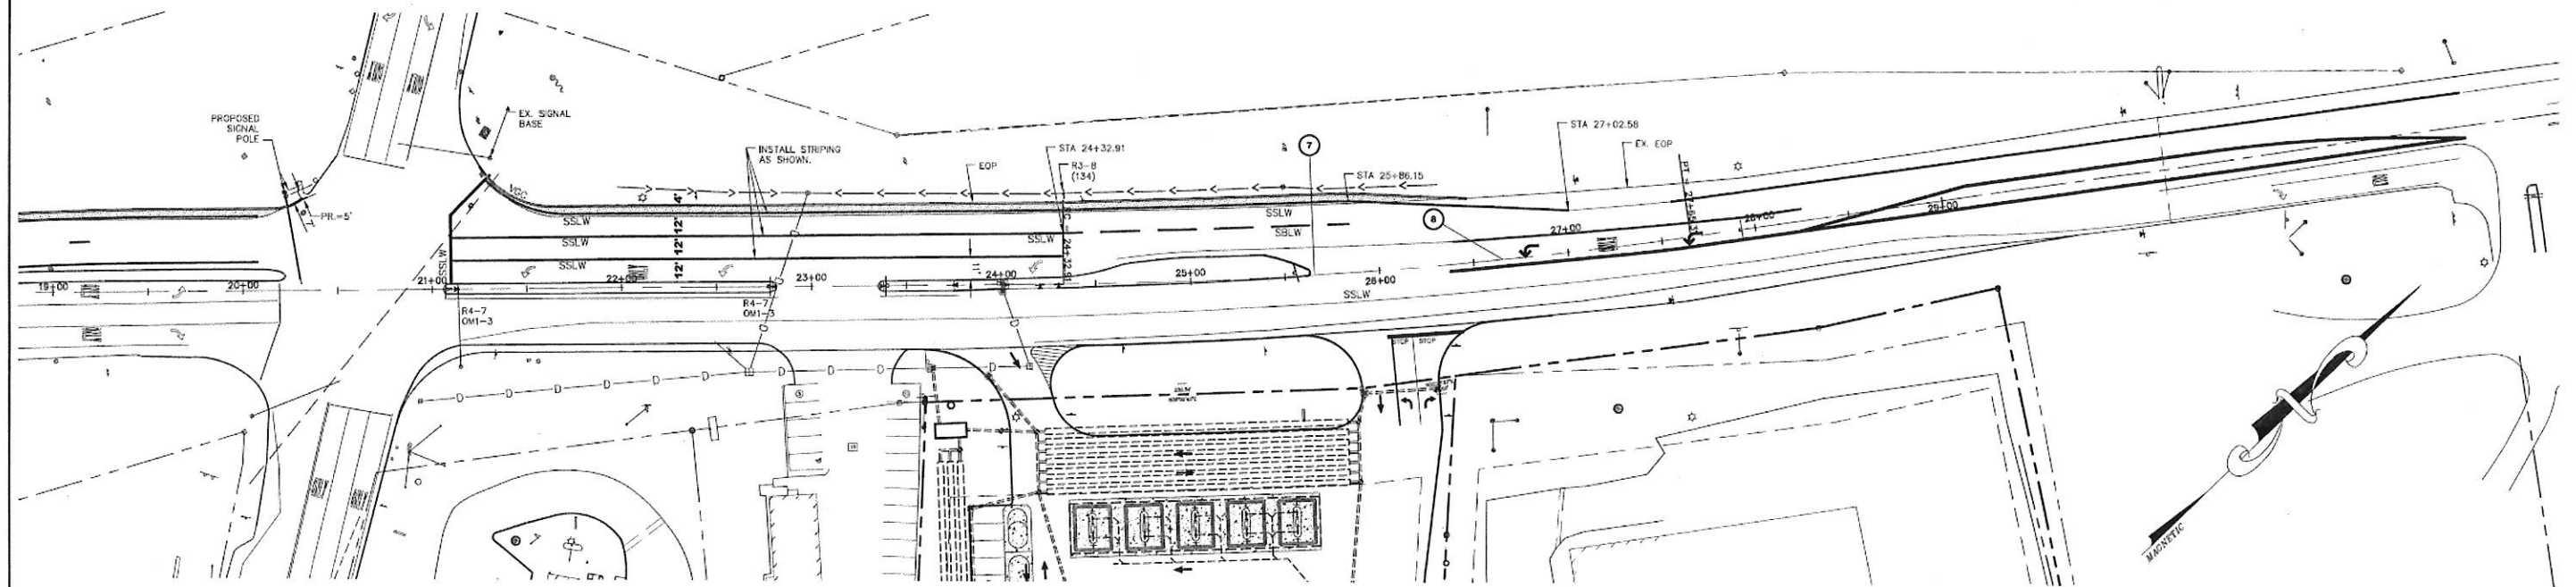 PROPOSED
SIGNAL
POLE
EX. SIGNAL
BASE
PR.=5'
VGC
INSTALL STRIPING
AS SHOWN.
EOP
STA 24+32.91
R3-8
(134)
7
STA 25+86.15
STA 27+02.58
EX. EOP
8
4'
12'
12'
12'
12'
SSLW
SSLW
SSLW
SSLW
SSLW
SSLW
SBLW
SSLW
19+00
20+00
21+00
22+00
23+00
24+00
25+00
26+00
27+00
28+00
29+00
R4-7
OM1-3
R4-7
OM1-3
11'
D
D
D
D
D
D
D
D
D
D
STOP
STOP
MAGNETIC